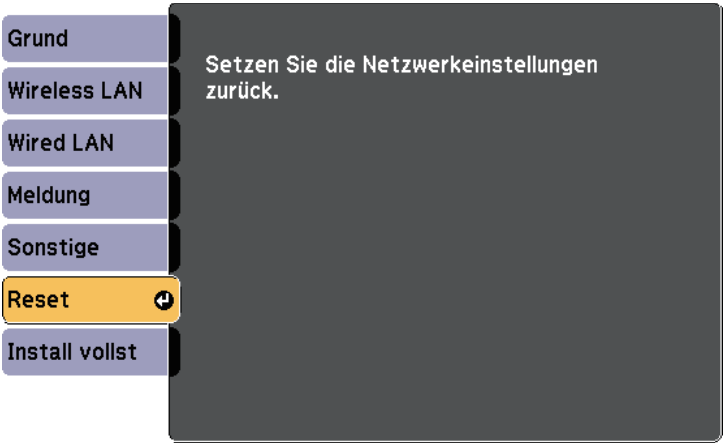 Grund
Wireless LAN
Wired LAN
Meldung
Sonstige
Reset
Install vollst
Setzen Sie die Netzwerkeinstellungen
zurück.